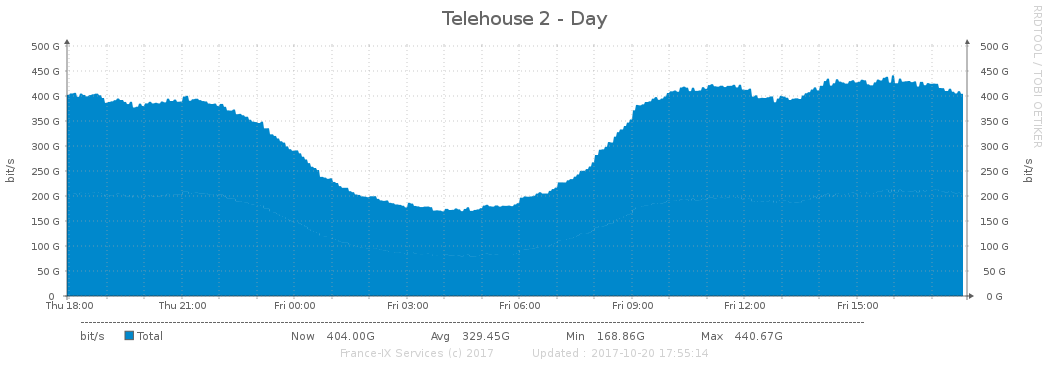 Telehouse 2 - Day
RRDTOOL / TOBI OETIKER
500 G 500 G
450 G 450 G
400 G 400 G
350 G 350 G
300 G 300 G
250 G 250 G
200 G 200 G
150 G 150 G
100 G 100 G
50 G 50 G
0 0 G
bit/s bit/s
Thu 18:00 Thu 21:00 Fri 00:00 Fri 03:00 Fri 06:00 Fri 09:00 Fri 12:00 Fri 15:00
bit/s Total Now 404.00G Avg 329.45G Min 168.86G Max 440.67G
France-IX Services (c) 2017 Updated : 2017-10-20 17:55:14